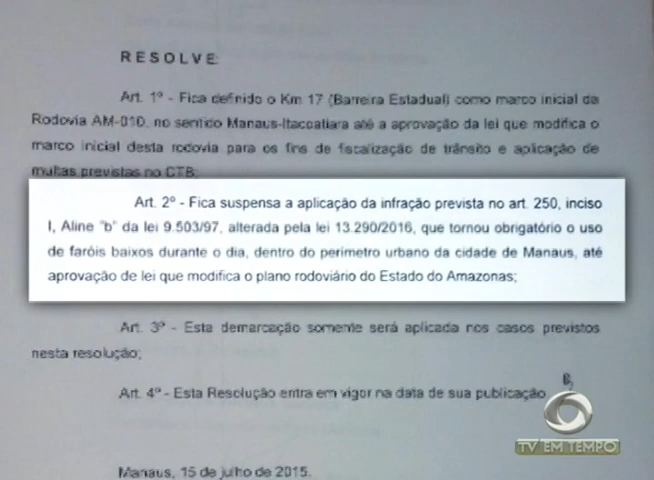 RESOLVE:
Art. 1º - Fica definido o Km 17 (Barreira Estadual) como marco inicial da
Rodovia AM-010, no sentido Manaus-Itacoatiara até a aprovação da lei que modifica o
marco inicial desta rodovia para os fins de fiscalização de trânsito e aplicação de
multas previstas no CTB;
Art. 2º - Fica suspensa a aplicação da infração prevista no art. 250, inciso
I, Aline "b" da lei 9.503/97, alterada pela lei 13.290/2016, que tornou obrigatório o uso
de faróis baixos durante o dia, dentro do perimetro urbano da cidade de Manaus, até
aprovação de lei que modifica o plano rodoviário do Estado do Amazonas;
Art. 3º - Esta demarcação somente será aplicada nos casos previstos
nesta resolução;
Art. 4º - Esta Resolução entra em vigor na data de sua publicação
TV EM TEMPO
Manaus, 15 de julho de 2015.